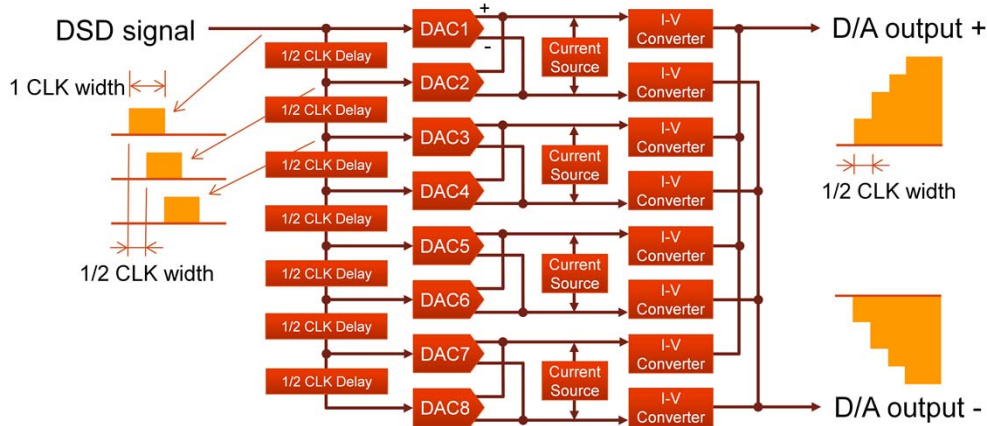 DSD signal
1 CLK width
1/2 CLK width
1/2 CLK Delay
1/2 CLK Delay
1/2 CLK Delay
1/2 CLK Delay
1/2 CLK Delay
1/2 CLK Delay
1/2 CLK Delay
DAC1
+
-
DAC2
DAC3
DAC4
DAC5
DAC6
DAC7
DAC8
Current
Source
Current
Source
Current
Source
Current
Source
I-V
Converter
I-V
Converter
I-V
Converter
I-V
Converter
I-V
Converter
I-V
Converter
I-V
Converter
I-V
Converter
D/A output +
1/2 CLK width
D/A output -